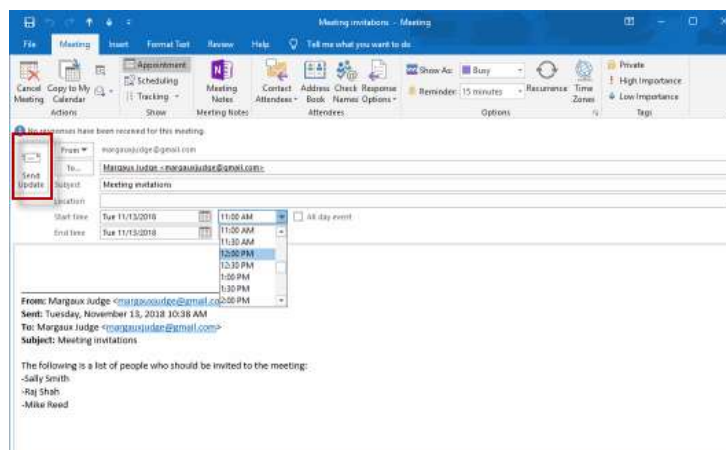 Meeting invitations - Meeting
File Meeting Insert Format Text Review Help Tell me what you want to do
Cancel Meeting
Copy to My Calendar
Actions
Appointment
Scheduling
Tracking
Show
Meeting Notes
Meeting Notes
Contact Attendees
Address Book
Check Names
Response Options
Attendees
Show As: Busy
Reminder: 15 minutes
Recurrence
Time Zones
Options
Private
High Importance
Low Importance
Tags
No responses have been received for this meeting.
Send Update
From margauxjudge@gmail.com
To... Margaux Judge <margauxjudge@gmail.com>
Subject Meeting invitations
Location
Start time Tue 11/13/2018 11:00 AM All day event
End time Tue 11/13/2018
11:00 AM
11:30 AM
12:00 PM
12:30 PM
1:00 PM
1:30 PM
2:00 PM
From: Margaux Judge <margauxjudge@gmail.co
Sent: Tuesday, November 13, 2018 10:38 AM
To: Margaux Judge <margauxjudge@gmail.com>
Subject: Meeting invitations
The following is a list of people who should be invited to the meeting:
-Sally Smith
-Raj Shah
-Mike Reed